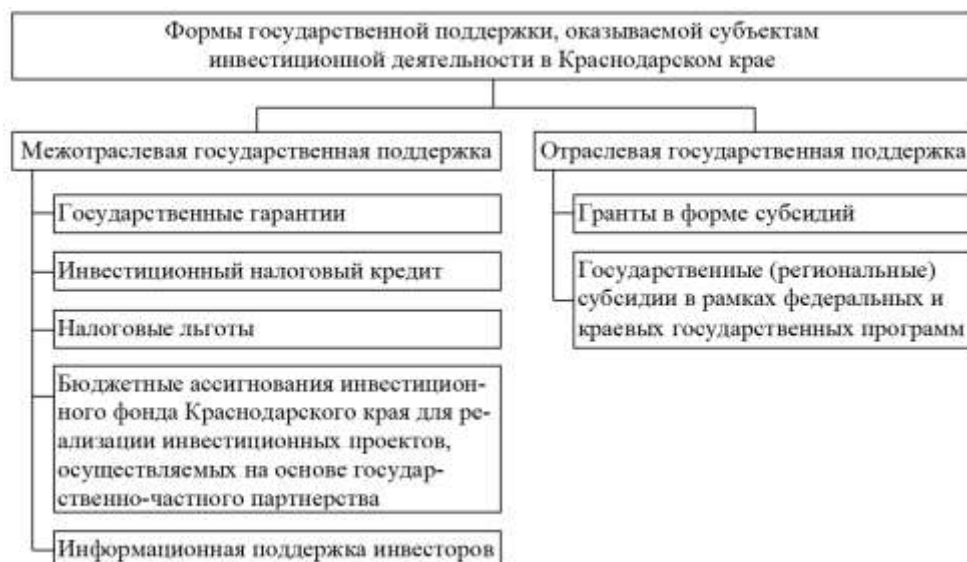 Формы государственной поддержки, оказываемой субъектам
инвестиционной деятельности в Краснодарском крае
Межотраслевая государственная поддержка
Государственные гарантии
Инвестиционный налоговый кредит
Налоговые льготы
Бюджетные ассигнования инвестицион-
ного фонда Краснодарского края для ре-
ализации инвестиционных проектов,
осуществляемых на основе государ-
ственно-частного партнерства
Информационная поддержка инвесторов
Отраслевая государственная поддержка
Гранты в форме субсидий
Государственные (региональные)
субсидии в рамках федеральных и
краевых государственных программ